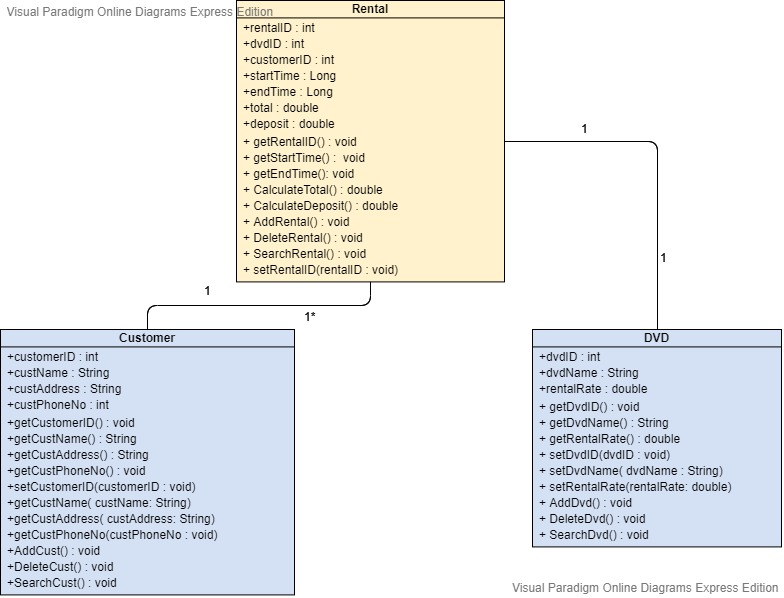 Visual Paradigm Online Diagrams Express Edition
Rental
+rentalID : int
+dvdID : int
+customerID : int
+startTime : Long
+endTime : Long
+total : double
+deposit : double
+ getRentalID() : void
+ getStartTime() :  void
+ getEndTime(): void
+ CalculateTotal() : double
+ CalculateDeposit() : double
+ AddRental() : void
+ DeleteRental() : void
+ SearchRental() : void
+ setRentalID(rentalID : void)
1
1
1
1*
Customer
+customerID : int
+custName : String
+custAddress : String
+custPhoneNo : int
+getCustomerID() : void
+getCustName() : String
+getCustAddress() : String
+getCustPhoneNo() : void
+setCustomerID(customerID : void)
+getCustName( custName: String)
+getCustAddress( custAddress: String)
+getCustPhoneNo(custPhoneNo : void)
+AddCust() : void
+DeleteCust() : void
+SearchCust() : void
DVD
+dvdID : int
+dvdName : String
+rentalRate : double
+ getDvdID() : void
+ getDvdName() : String
+ getRentalRate() : double
+ setDvdID(dvdID : void)
+ setDvdName( dvdName : String)
+ setRentalRate(rentalRate: double)
+ AddDvd() : void
+ DeleteDvd() : void
+ SearchDvd() : void
Visual Paradigm Online Diagrams Express Edition